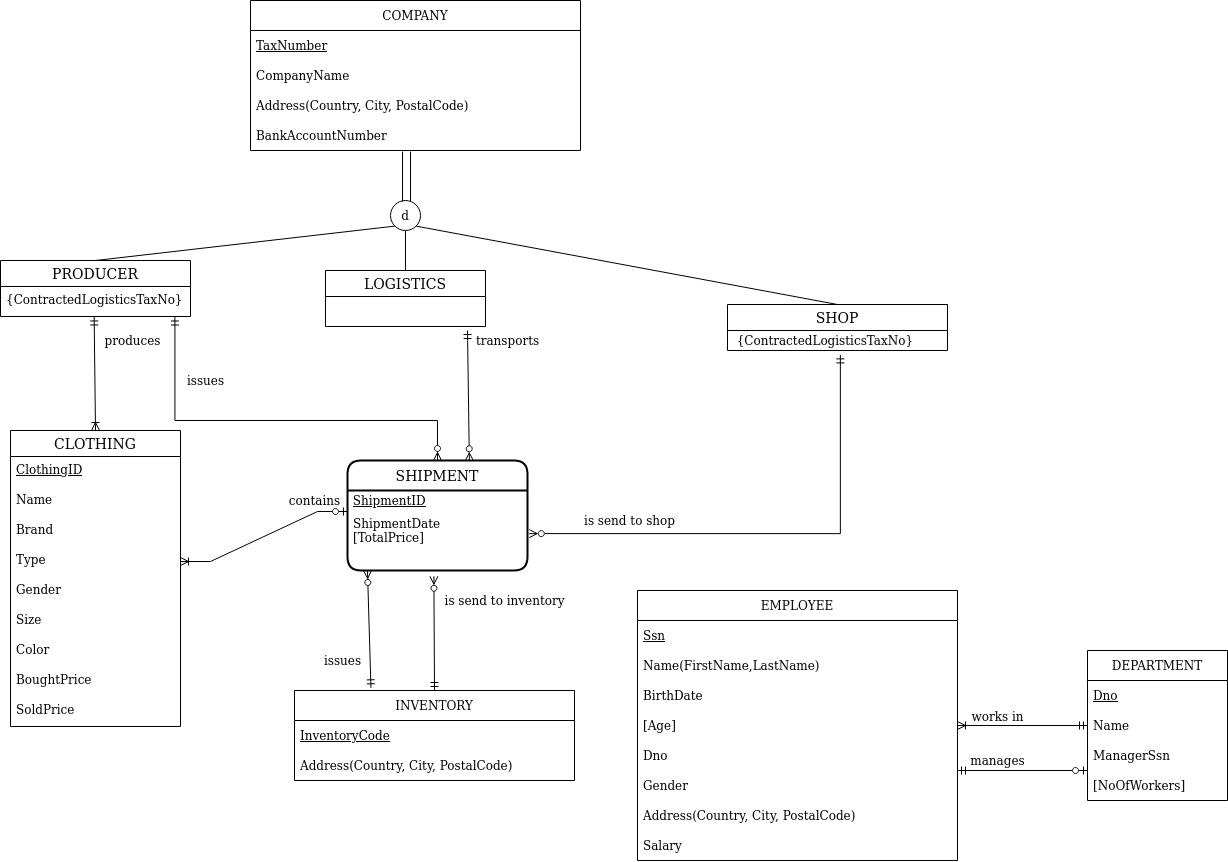 COMPANY
TaxNumber
CompanyName
Address(Country, City, PostalCode)
BankAccountNumber
d
PRODUCER
{ContractedLogisticsTaxNo}
LOGISTICS
SHOP
{ContractedLogisticsTaxNo}
produces
issues
transports
CLOTHING
ClothingID
Name
Brand
Type
Gender
Size
Color
BoughtPrice
SoldPrice
contains
SHIPMENT
ShipmentID
ShipmentDate
[TotalPrice]
is send to shop
is send to inventory
issues
INVENTORY
InventoryCode
Address(Country, City, PostalCode)
EMPLOYEE
Ssn
Name(FirstName,LastName)
BirthDate
[Age]
Dno
Gender
Address(Country, City, PostalCode)
Salary
works in
manages
DEPARTMENT
Dno
Name
ManagerSsn
[NoOfWorkers]